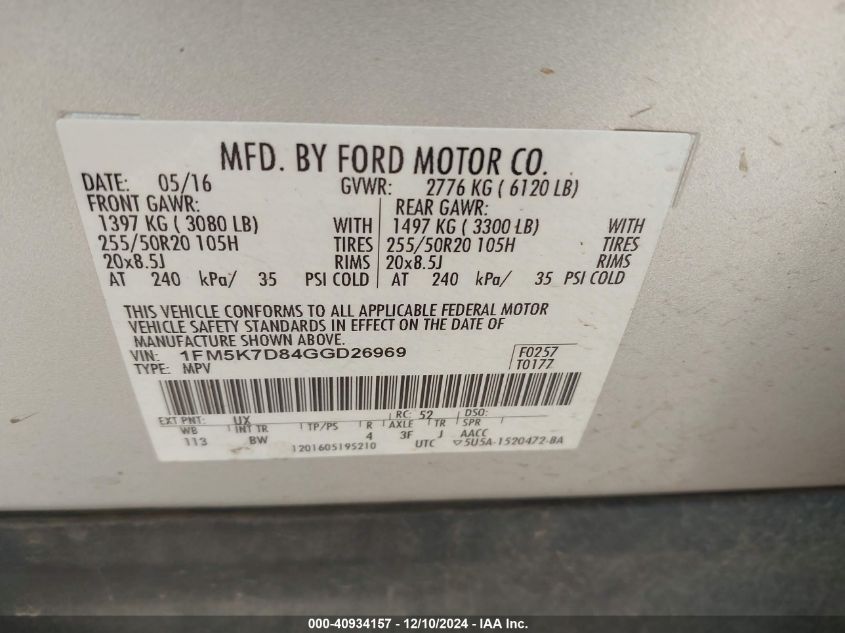 MFD. BY FORD MOTOR CO.
DATE: 05/16 GVWR: 2776 KG ( 6120 LB)
FRONT GAWR: REAR GAWR:
1397 KG ( 3080 LB) WITH 1497 KG ( 3300 LB) WITH
255/50R20 105H TIRES 255/50R20 105H TIRES
20x8.5J RIMS 20x8.5J RIMS
AT 240 kPa/ 35 PSI COLD AT 240 kPa/ 35 PSI COLD
THIS VEHICLE CONFORMS TO ALL APPLICABLE FEDERAL MOTOR
VEHICLE SAFETY STANDARDS IN EFFECT ON THE DATE OF
MANUFACTURE SHOWN ABOVE.
VIN: 1FM5K7D84GGD26969 F0257
TYPE: MPV T0177
EXT PNT: UX RC: 52 DSO:
WB INT TR TP/PS R AXLE TR SPR
113 BW 4 3F J AACC
1201605195210 UTC ▽5U5A-1520472-BA
000-40934157 - 12/10/2024 - IAA Inc.